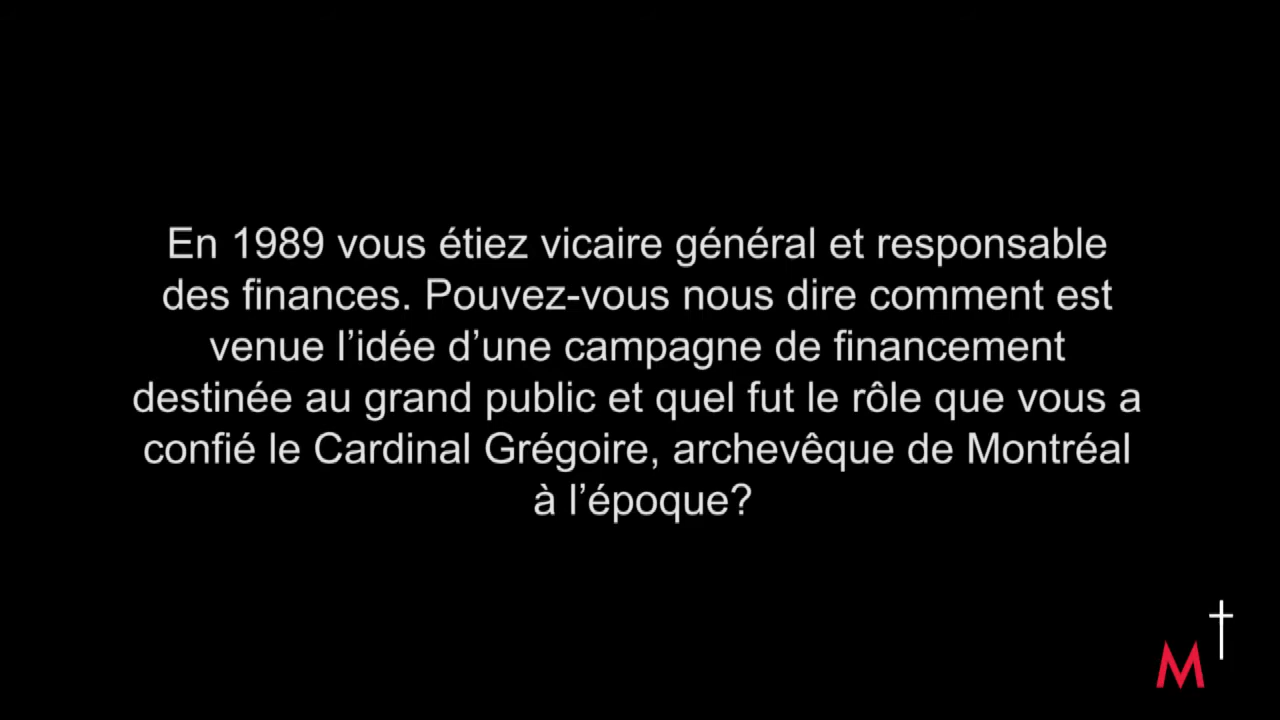 En 1989 vous étiez vicaire général et responsable
des finances. Pouvez-vous nous dire comment est
venue l’idée d’une campagne de financement
destinée au grand public et quel fut le rôle que vous a
confié le Cardinal Grégoire, archevêque de Montréal
à l’époque?
M